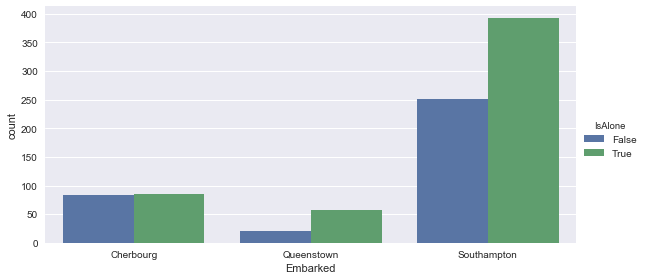 400
350
300
250
200
150
100
50
0
count
Cherbourg
Queenstown
Southampton
Embarked
IsAlone
False
True